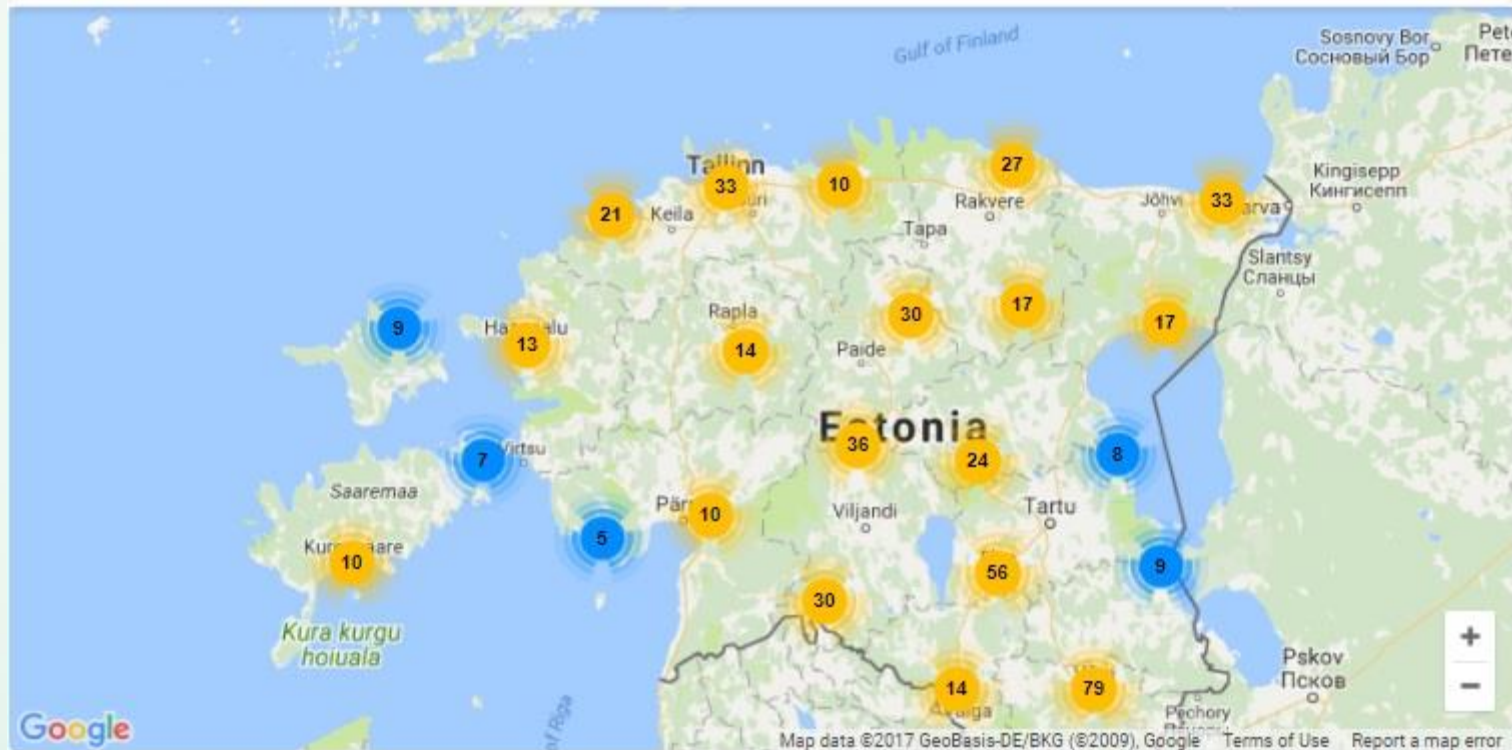 Gulf of Finland
Sosnovy Bor
Сосновый Бор
Tallinn
33
10
27
Kingisepp
Кингисепп
21
Keila
Rakvere
Jõhvi
33
Tapa
Slantsy
Сланцы
9
13
Rapla
14
30
17
17
Paide
Estonia
36
24
8
7
Virtsu
Saaremaa
10
Viljandi
Tartu
5
10
56
9
30
Kura kurgu
hoiuala
14
79
Pskov
Псков
Pechory
+
−
Google
Map data ©2017 GeoBasis-DE/BKG (©2009), Google
Terms of Use
Report a map error